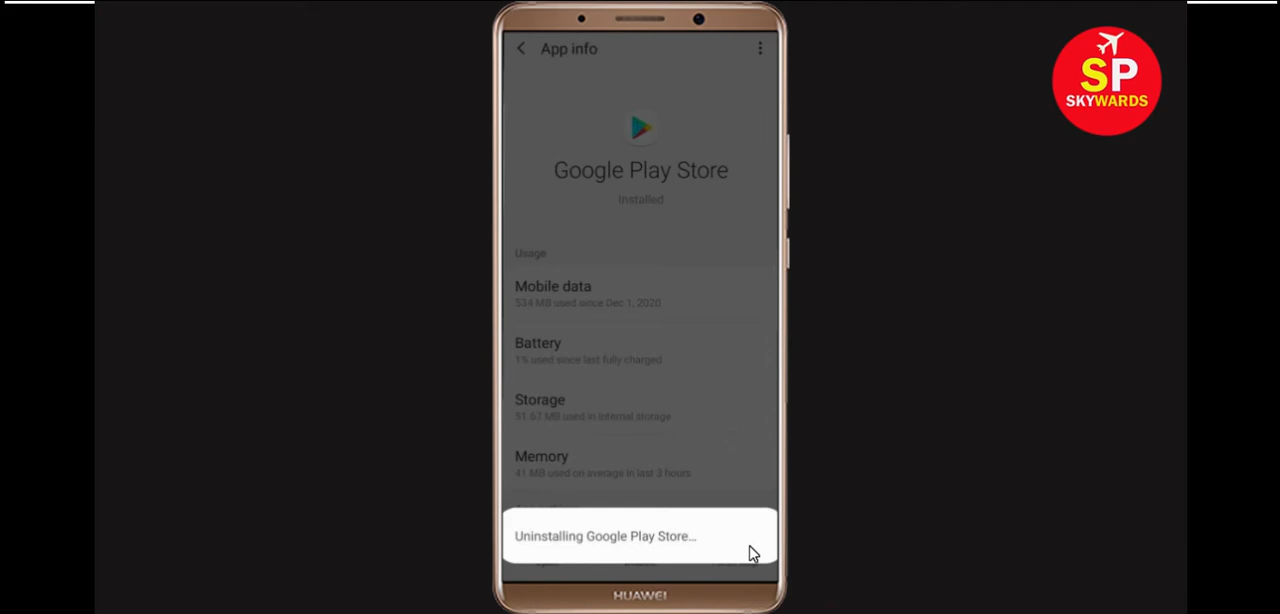 App info
SP
SKYWARDS
Google Play Store
Installed
Usage
Mobile data
534 MB used since Dec 1, 2020
Battery
1% used since last fully charged
Storage
51.67 MB used in Internal storage
Memory
41 MB used on average in last 3 hours
Uninstalling Google Play Store...
HUAWEI